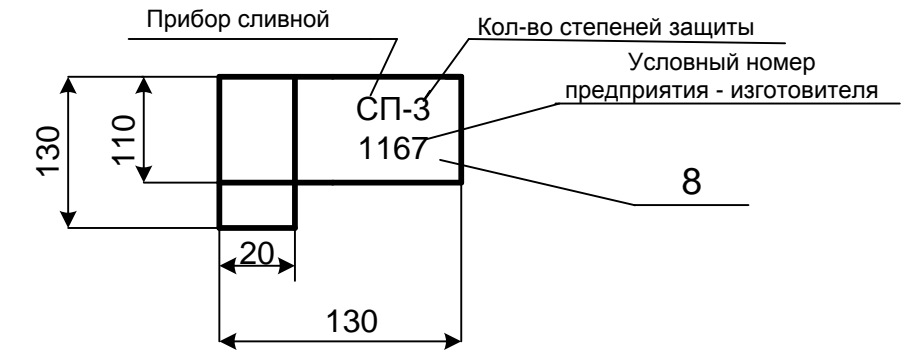 Прибор сливной
Кол-во степеней защиты
Условный номер
предприятия - изготовителя
СП-3
1167
8
130
110
20
130